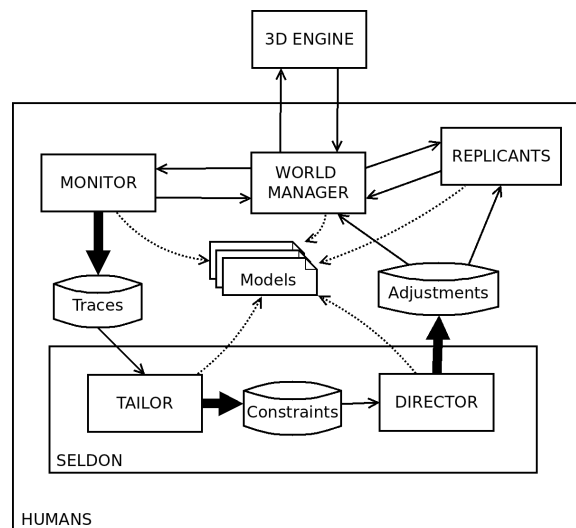 3D ENGINE
MONITOR
WORLD
MANAGER
REPLICANTS
Models
Traces
Adjustments
TAILOR
Constraints
DIRECTOR
SELDON
HUMANS